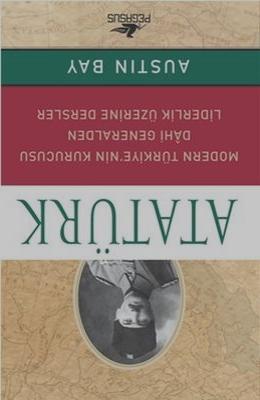 ATATÜRK
MODERN TÜRKİYE'NİN KURUCUSU
DÂHİ GENERALDEN
LİDERLİK ÜZERİNE DERSLER
AUSTIN BAY
PEGASUS